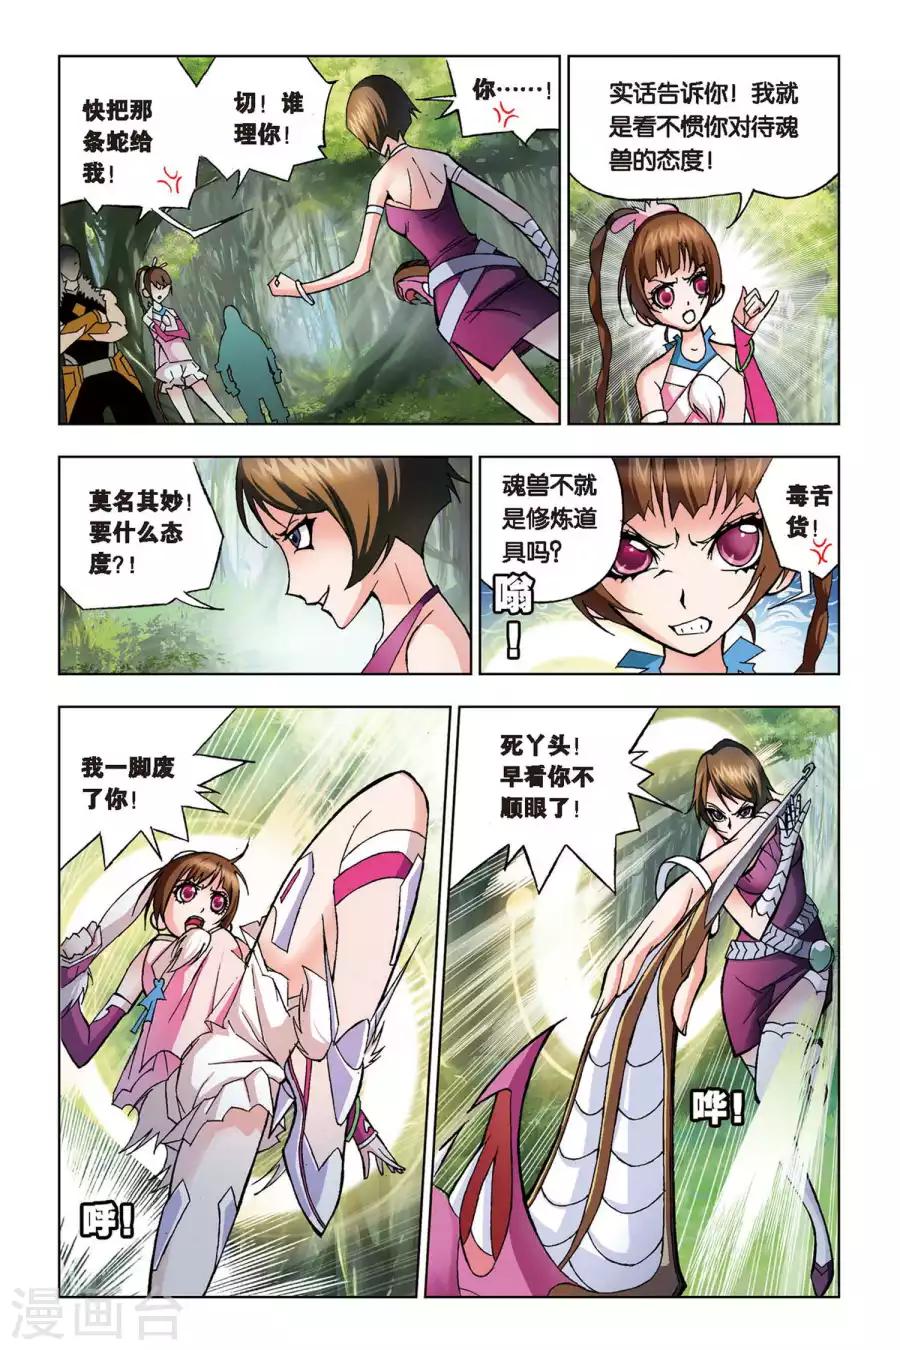 快把那
条蛇给
我！
切！谁
理你！
你……！
实话告诉你！我就
是看不惯你对待魂
兽的态度！
莫名其妙！
要什么态
度？！
魂兽不就
是修炼道
具吗？
毒舌
货！
嗡！
我一脚废
了你！
呼！
死丫头！
早看你不
顺眼了！
哗！
漫画台